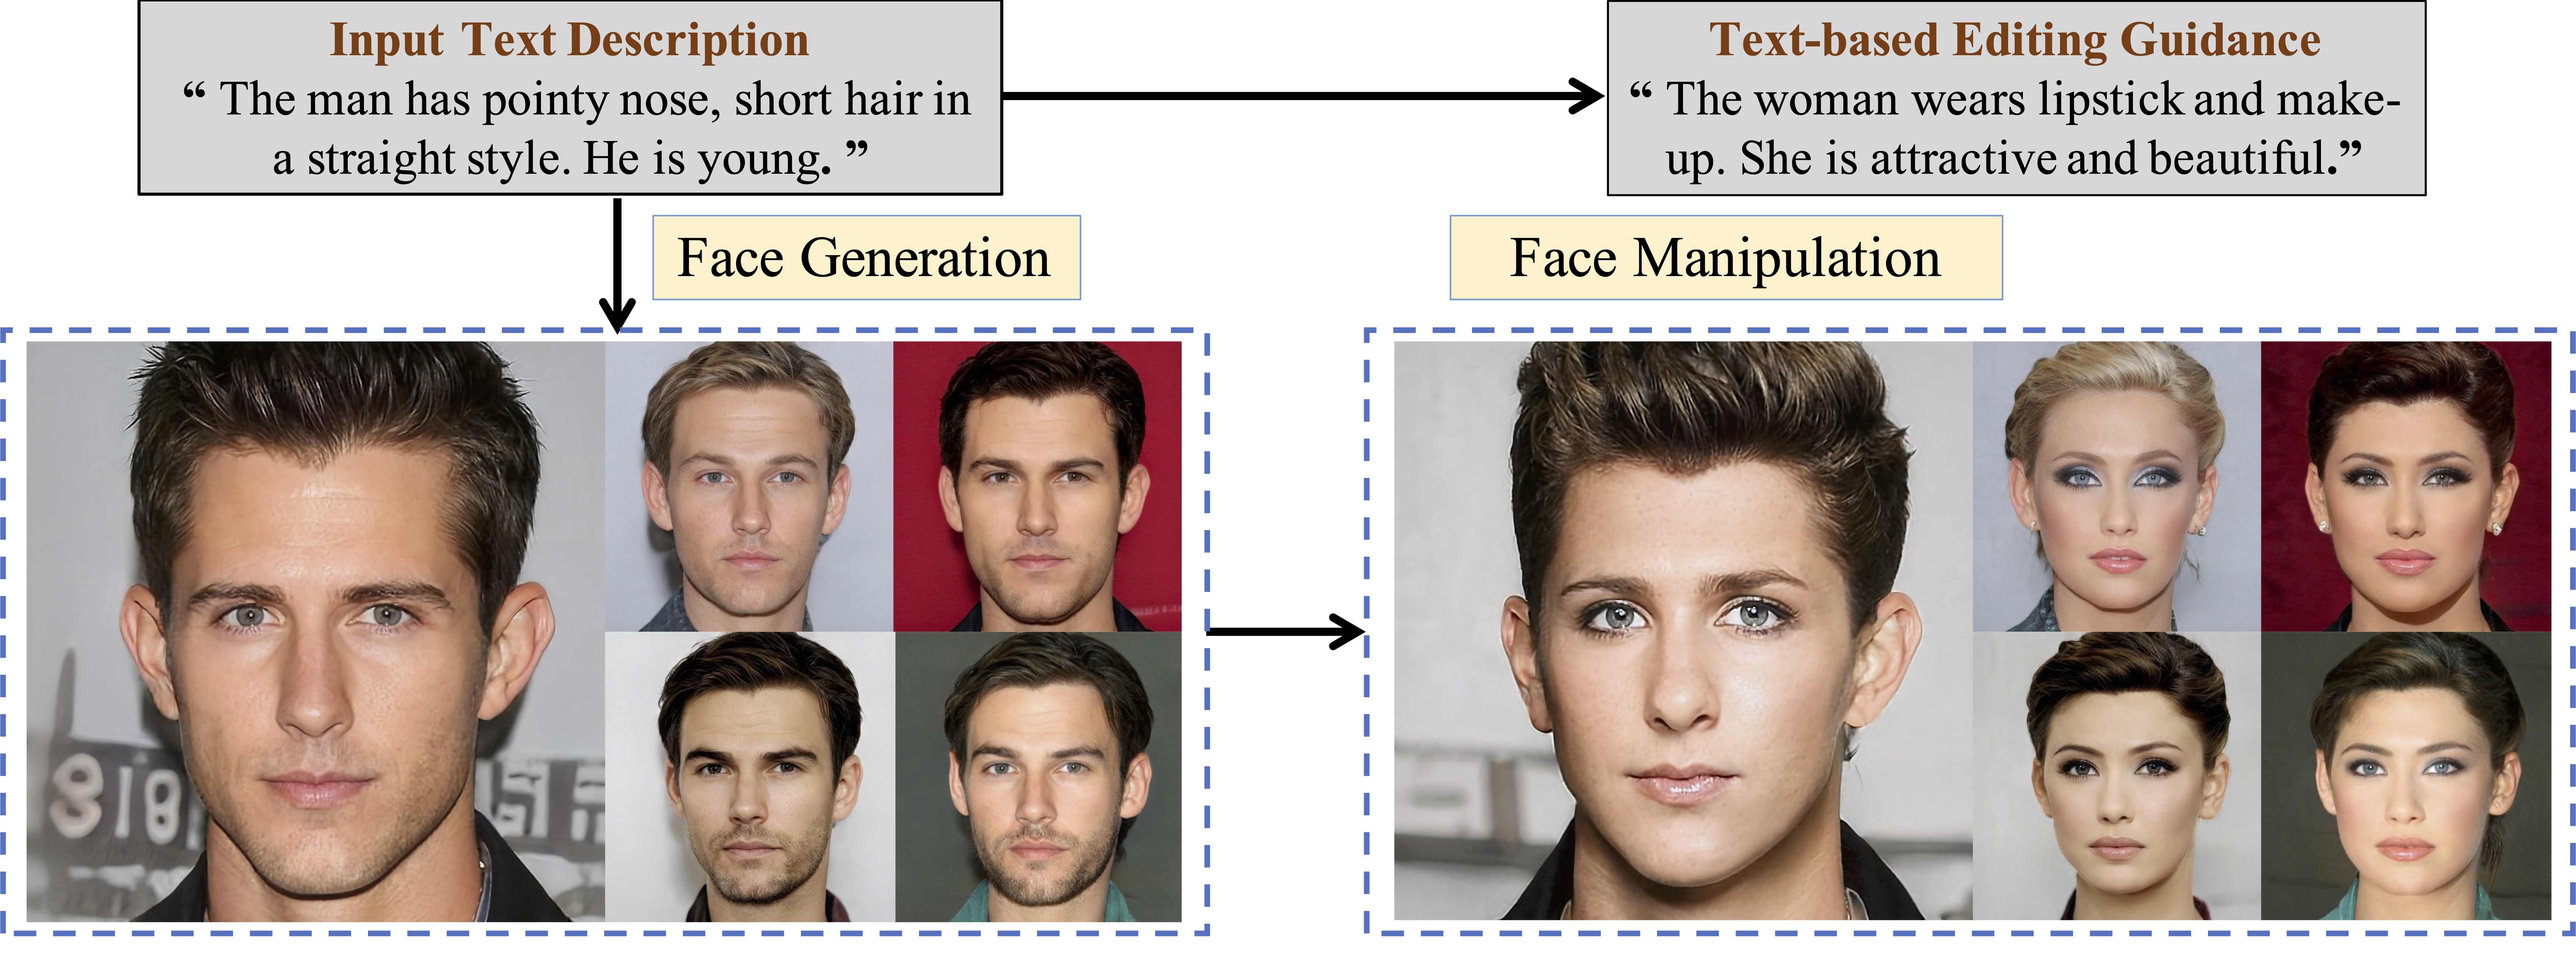 Input Text Description
“ The man has pointy nose, short hair in
a straight style. He is young. ”
Text-based Editing Guidance
“ The woman wears lipstick and make-
up. She is attractive and beautiful.”
Face Generation
Face Manipulation